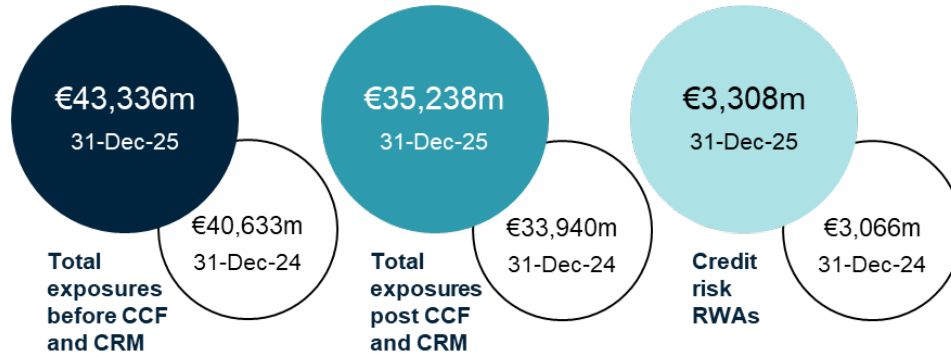 €43,336m
31-Dec-25
€40,633m
31-Dec-24
Total
exposures
before CCF
and CRM
€35,238m
31-Dec-25
€33,940m
31-Dec-24
Total
exposures
post CCF
and CRM
€3,308m
31-Dec-25
€3,066m
31-Dec-24
Credit
risk
RWAs